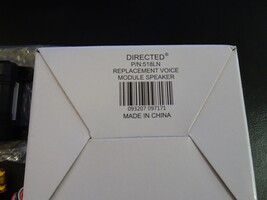 DIRECTED®
P/N:518LN
REPLACEMENT VOICE
MODULE SPEAKER
093207 097171
MADE IN CHINA